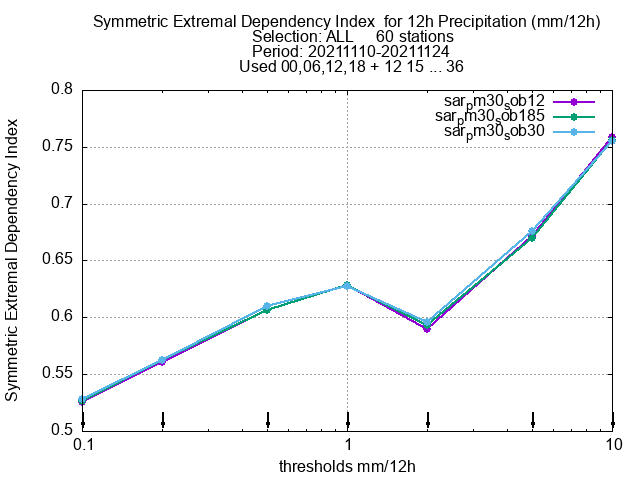 Symmetric Extremal Dependency Index  for 12h Precipitation (mm/12h)
Selection: ALL     60 stations
Period: 20211110-20211124
Used 00,06,12,18 + 12 15 ... 36
sarpm30sob12
sarpm30sob185
sarpm30sob30
Symmetric Extremal Dependency Index
0.8
0.75
0.7
0.65
0.6
0.55
0.5
0.1 1 10
thresholds mm/12h